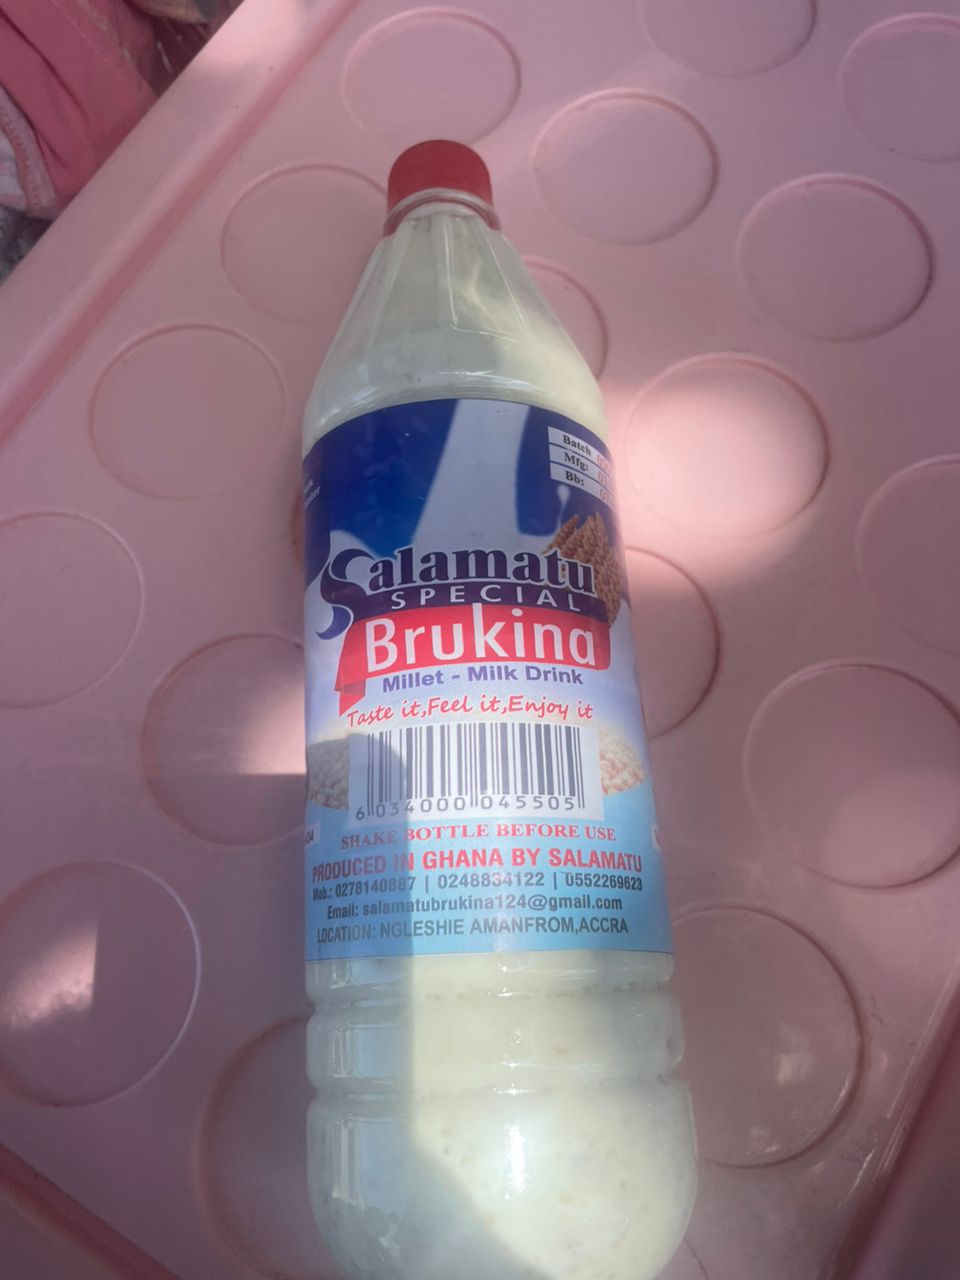 Batch
Mfg:
Bb:
Salamatu
SPECIAL
Brukina
Millet - Milk Drink
Taste it,Feel it,Enjoy it
6 034000 045505
SHAKE BOTTLE BEFORE USE
PRODUCED IN GHANA BY SALAMATU
Mob.: 0278140887 | 0248834122 | 0552269623
Email: salamatubrukina124@gmail.com
LOCATION: NGLESHIE AMANFROM,ACCRA